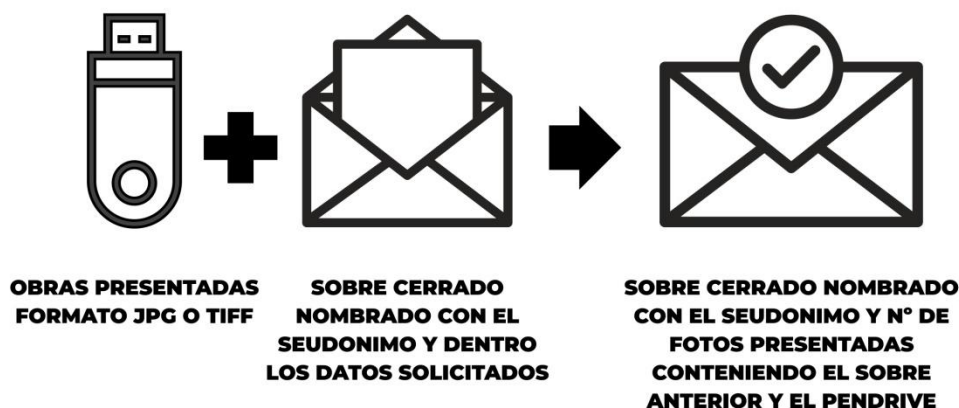 OBRAS PRESENTADAS
FORMATO JPG O TIFF
SOBRE CERRADO
NOMBRADO CON EL
SEUDONIMO Y DENTRO
LOS DATOS SOLICITADOS
SOBRE CERRADO NOMBRADO
CON EL SEUDONIMO Y Nº DE
FOTOS PRESENTADAS
CONTENIENDO EL SOBRE
ANTERIOR Y EL PENDRIVE